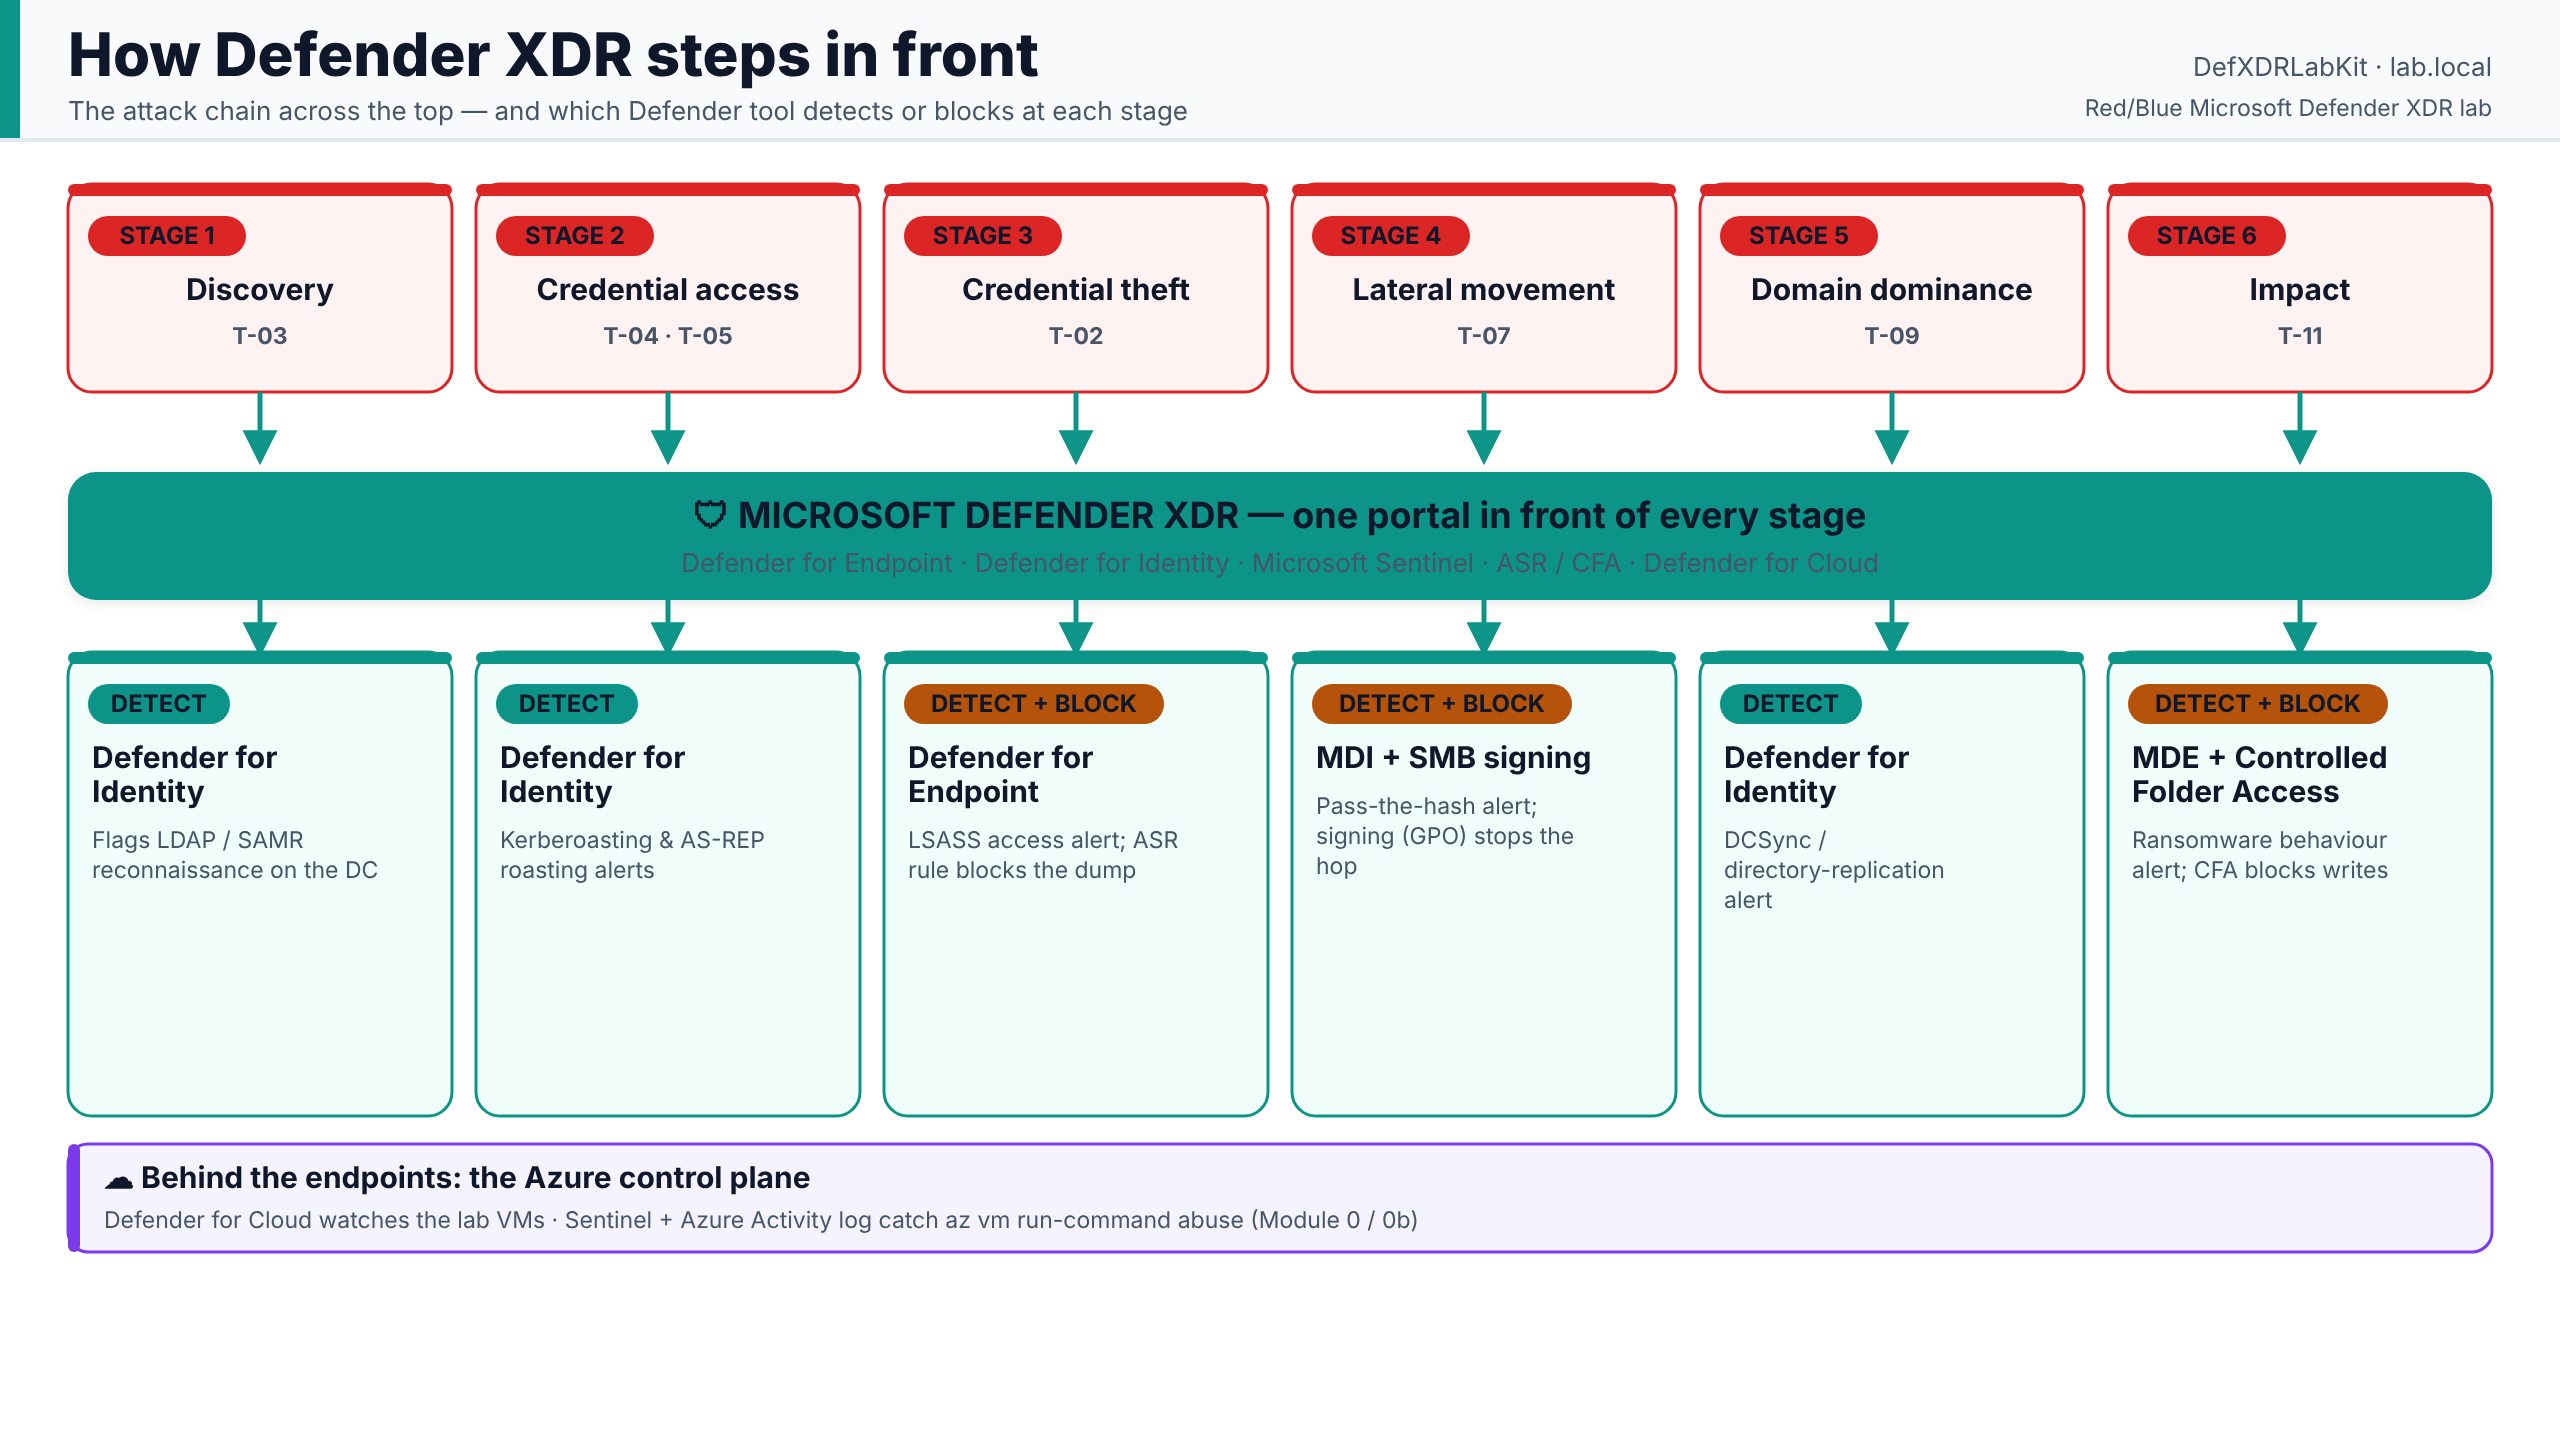 How Defender XDR steps in front
The attack chain across the top — and which Defender tool detects or blocks at each stage
DefXDRLabKit · lab.local
Red/Blue Microsoft Defender XDR lab
STAGE 1
Discovery
T-03
STAGE 2
Credential access
T-04 · T-05
STAGE 3
Credential theft
T-02
STAGE 4
Lateral movement
T-07
STAGE 5
Domain dominance
T-09
STAGE 6
Impact
T-11
🛡 MICROSOFT DEFENDER XDR — one portal in front of every stage
Defender for Endpoint · Defender for Identity · Microsoft Sentinel · ASR / CFA · Defender for Cloud
DETECT
Defender for
Identity
Flags LDAP / SAMR
reconnaissance on the DC
DETECT
Defender for
Identity
Kerberoasting & AS-REP
roasting alerts
DETECT + BLOCK
Defender for
Endpoint
LSASS access alert; ASR
rule blocks the dump
DETECT + BLOCK
MDI + SMB signing
Pass-the-hash alert;
signing (GPO) stops the
hop
DETECT
Defender for
Identity
DCSync /
directory-replication
alert
DETECT + BLOCK
MDE + Controlled
Folder Access
Ransomware behaviour
alert; CFA blocks writes
☁ Behind the endpoints: the Azure control plane
Defender for Cloud watches the lab VMs · Sentinel + Azure Activity log catch az vm run-command abuse (Module 0 / 0b)